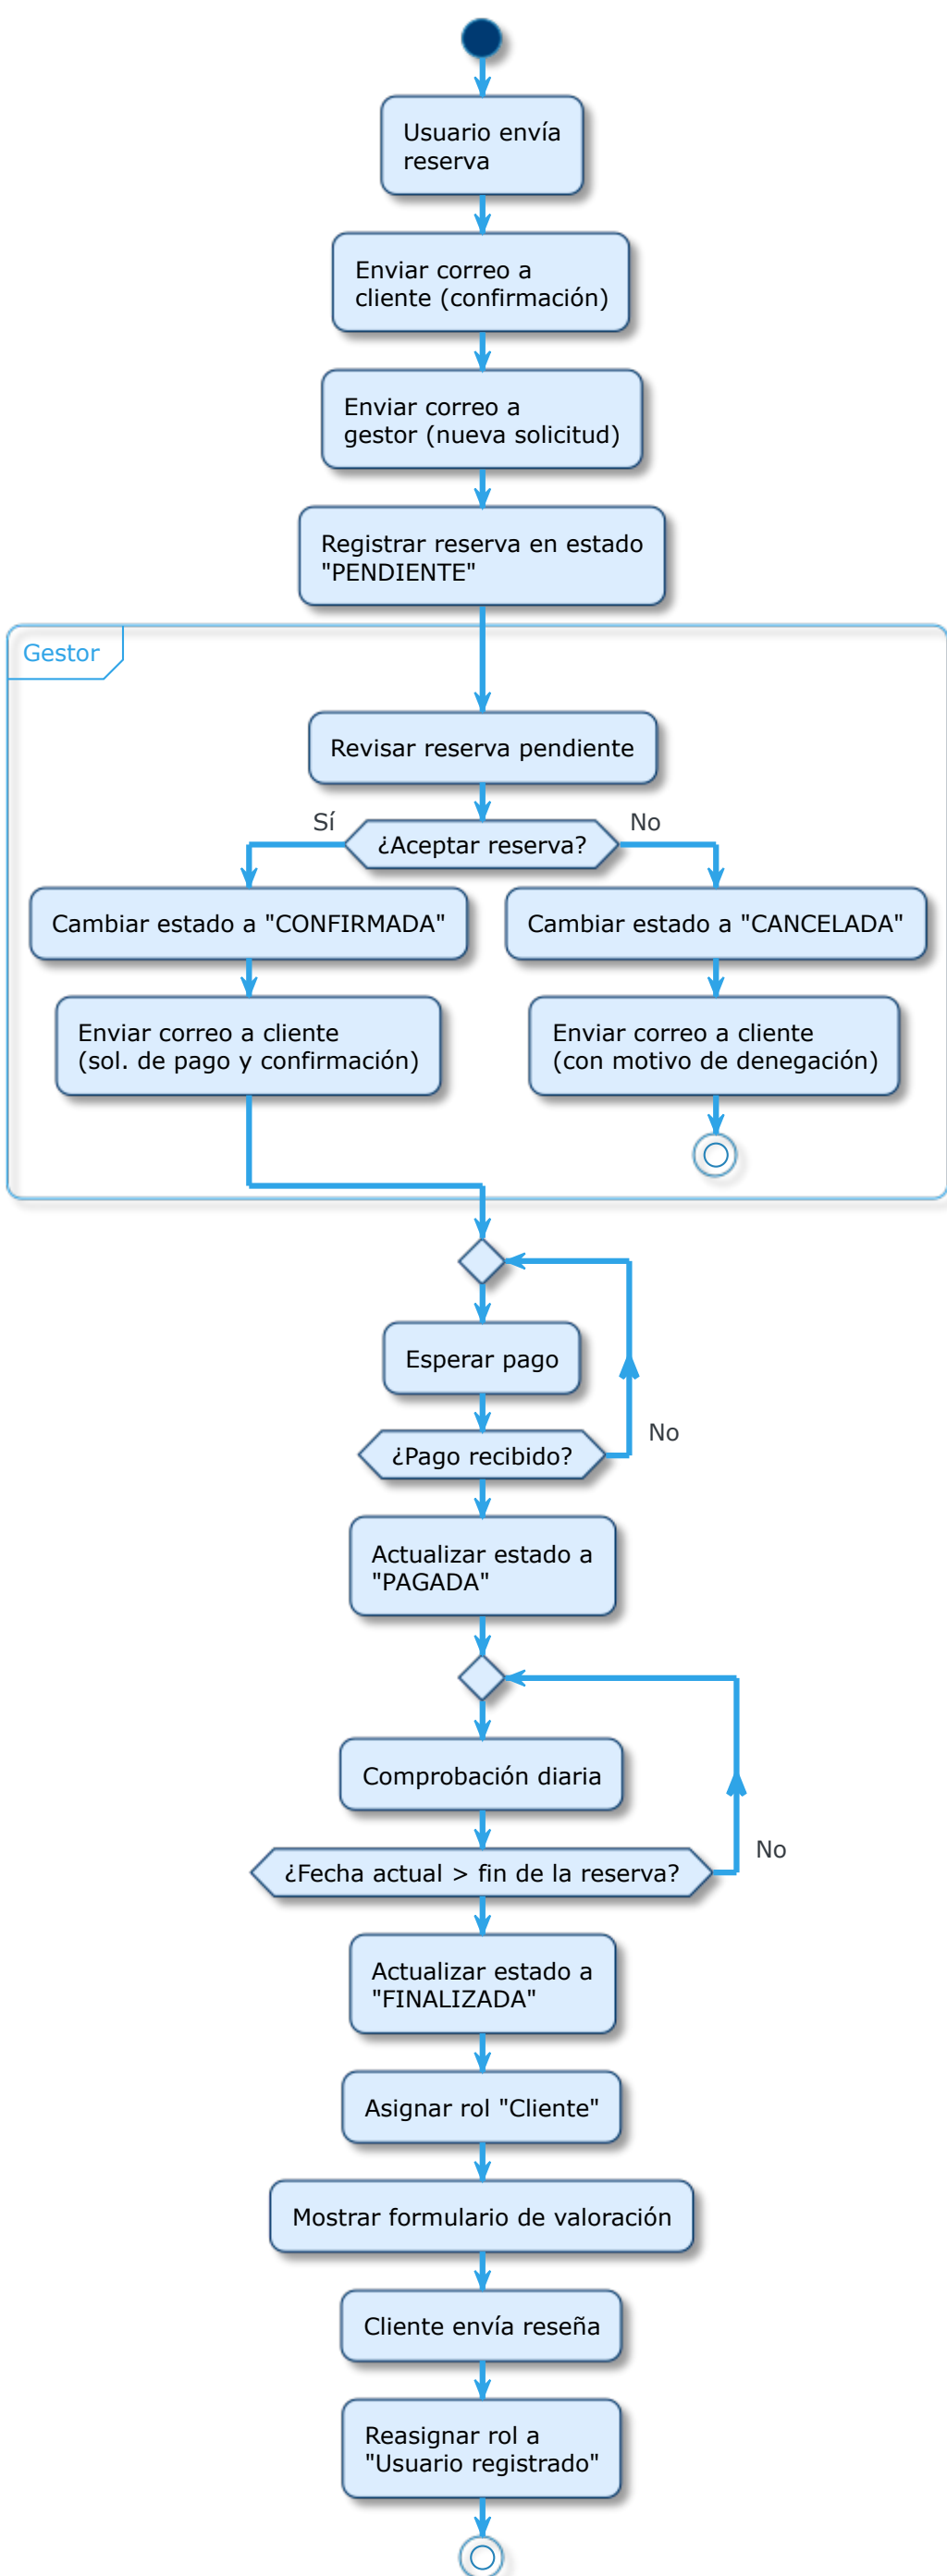 Usuario envía
reserva
Enviar correo a
cliente (confirmación)
Enviar correo a
gestor (nueva solicitud)
Registrar reserva en estado
"PENDIENTE"
Gestor
Revisar reserva pendiente
Sí
¿Aceptar reserva?
No
Cambiar estado a "CONFIRMADA"
Enviar correo a cliente
(sol. de pago y confirmación)
Cambiar estado a "CANCELADA"
Enviar correo a cliente
(con motivo de denegación)
Esperar pago
¿Pago recibido?
No
Actualizar estado a
"PAGADA"
Comprobación diaria
¿Fecha actual > fin de la reserva?
No
Actualizar estado a
"FINALIZADA"
Asignar rol "Cliente"
Mostrar formulario de valoración
Cliente envía reseña
Reasignar rol a
"Usuario registrado"